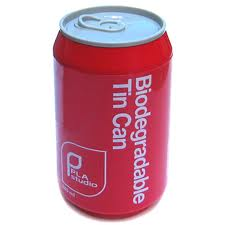 Biodegradable
Tin Can
PLA
studio